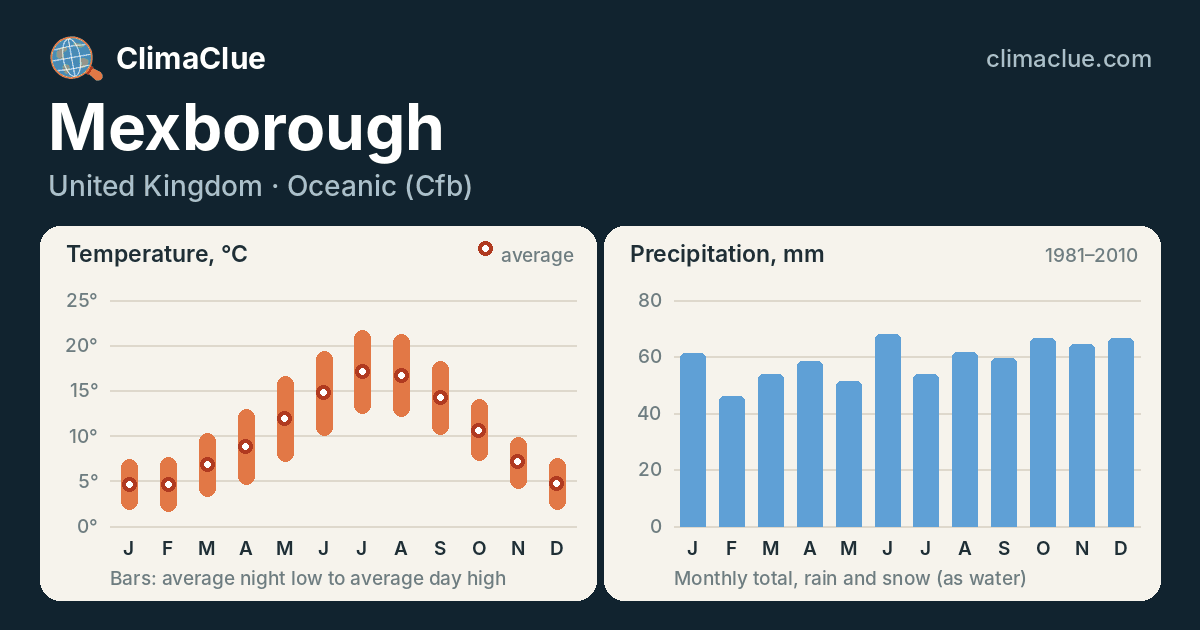 ClimaClue
climaclue.com
Mexborough
United Kingdom · Oceanic (Cfb)
Temperature, °C
average
25°
20°
15°
10°
5°
0°
J F M A M J J A S O N D
Bars: average night low to average day high
Precipitation, mm
1981–2010
80
60
40
20
0
J F M A M J J A S O N D
Monthly total, rain and snow (as water)